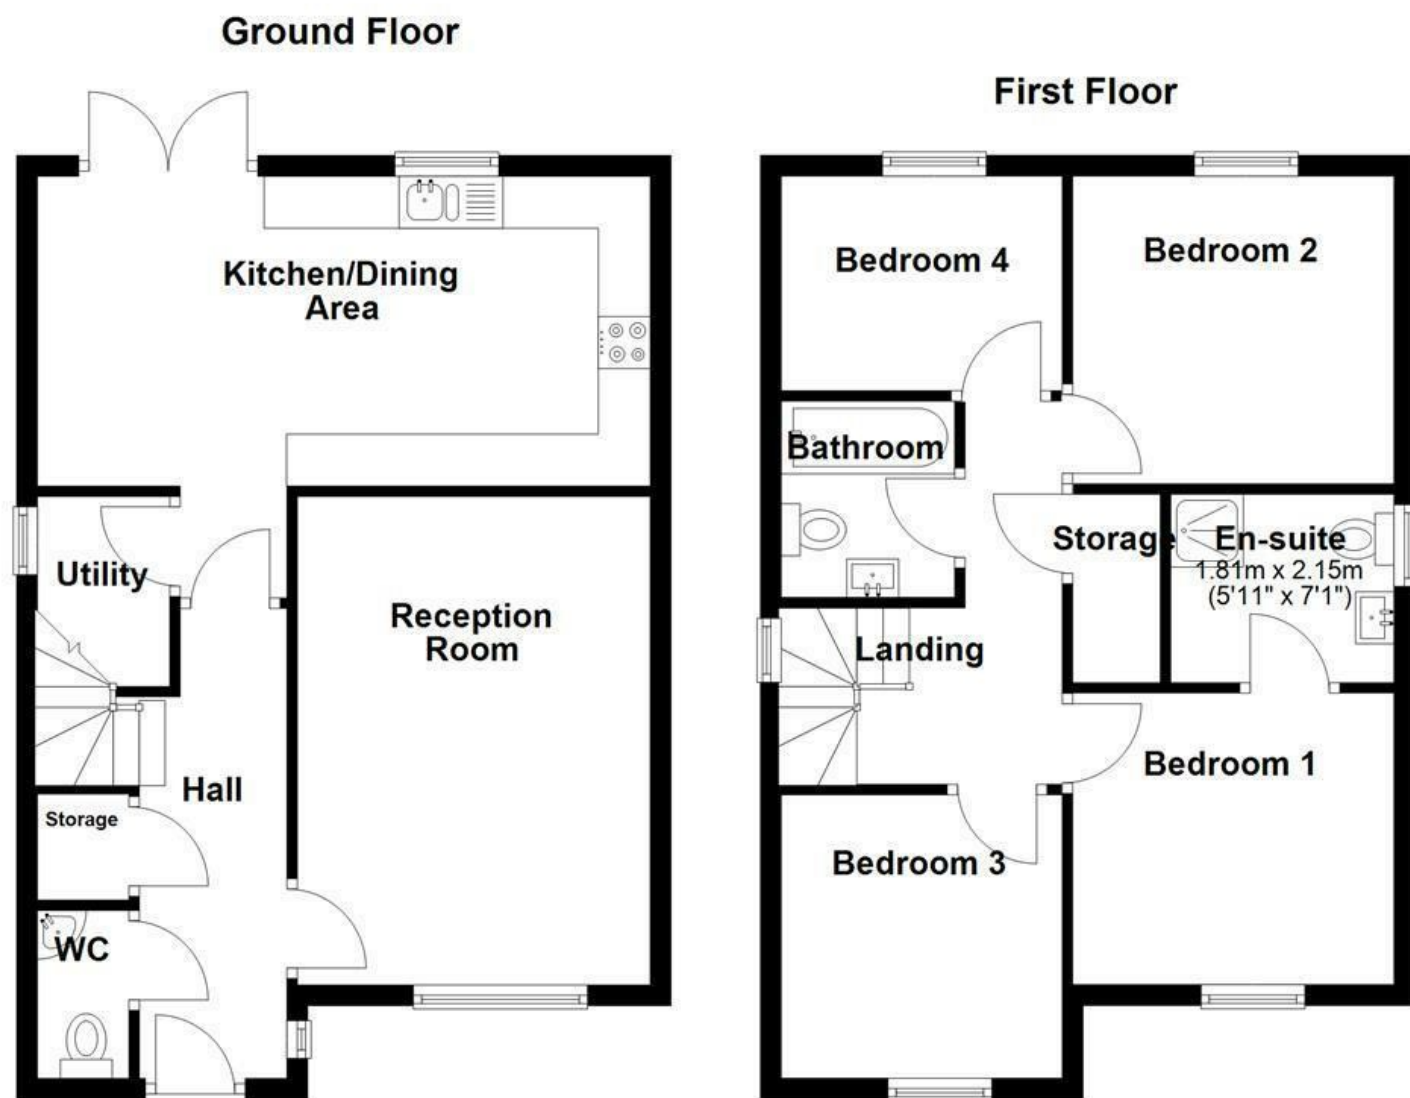 Ground Floor
Kitchen/Dining
Area
Utility
Reception
Room
Hall
Storage
WC
First Floor
Bedroom 4
Bedroom 2
Bathroom
Storage
En-suite
1.81m x 2.15m
(5'11" x 7'1")
Landing
Bedroom 1
Bedroom 3